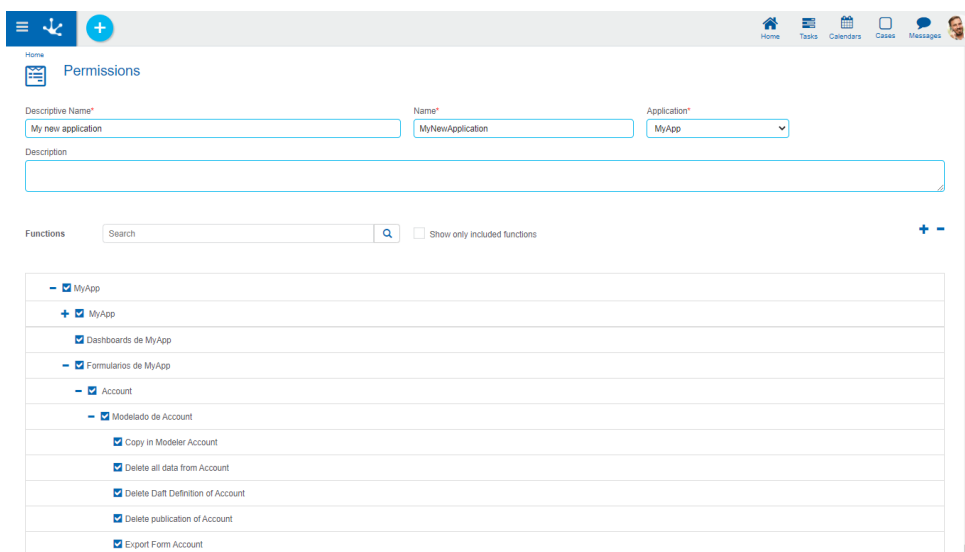 Home
Tasks
Calendars
Cases
Messages
Home
Permissions
Descriptive Name*
Name*
Application*
My new application
MyNewApplication
MyApp
Description
Functions
Search
Show only included functions
MyApp
MyApp
Dashboards de MyApp
Formularios de MyApp
Account
Modelado de Account
Copy in Modeler Account
Delete all data from Account
Delete Daft Definition of Account
Delete publication of Account
Export Form Account